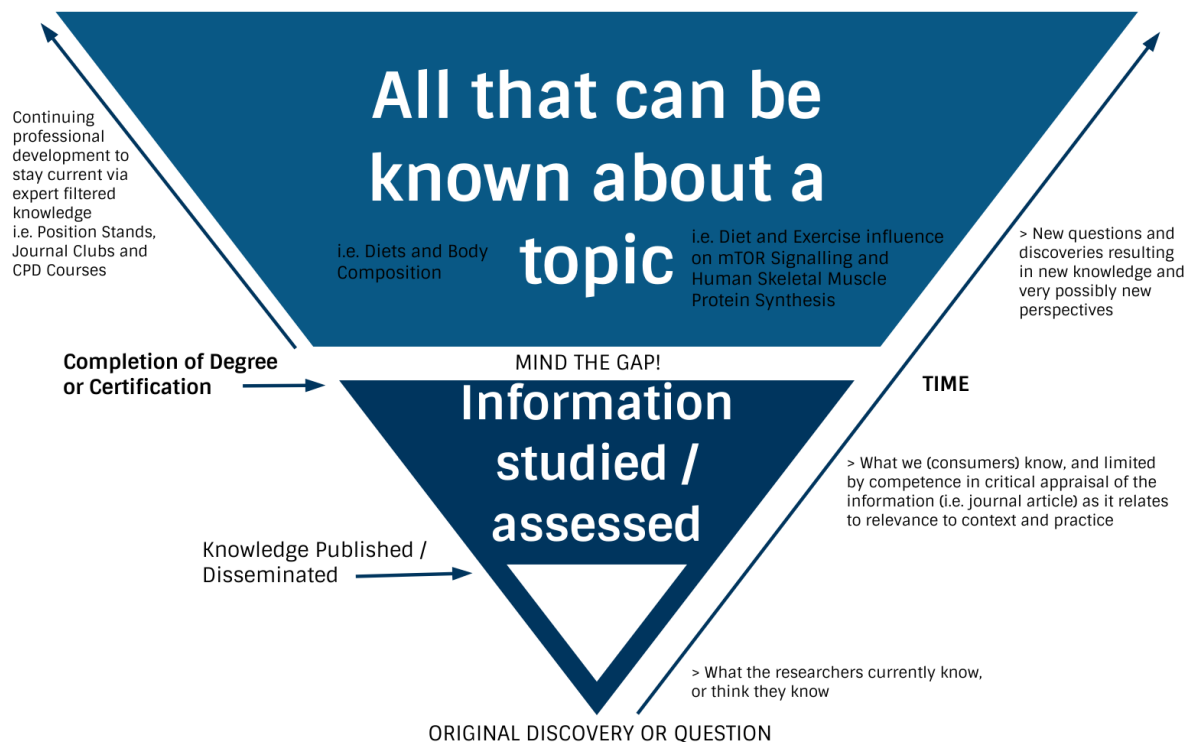 All that can be
known about a
topic
i.e. Diets and Body
Composition
i.e. Diet and Exercise influence
on mTOR Signalling and
Human Skeletal Muscle
Protein Synthesis
Continuing
professional
development to
stay current via
expert filtered
knowledge
i.e. Position Stands,
Journal Clubs and
CPD Courses
> New questions and
discoveries resulting
in new knowledge and
very possibly new
perspectives
Completion of Degree
or Certification
MIND THE GAP!
TIME
Information
studied /
assessed
> What we (consumers) know, and limited
by competence in critical appraisal of the
information (i.e. journal article) as it relates
to relevance to context and practice
Knowledge Published /
Disseminated
> What the researchers currently know,
or think they know
ORIGINAL DISCOVERY OR QUESTION